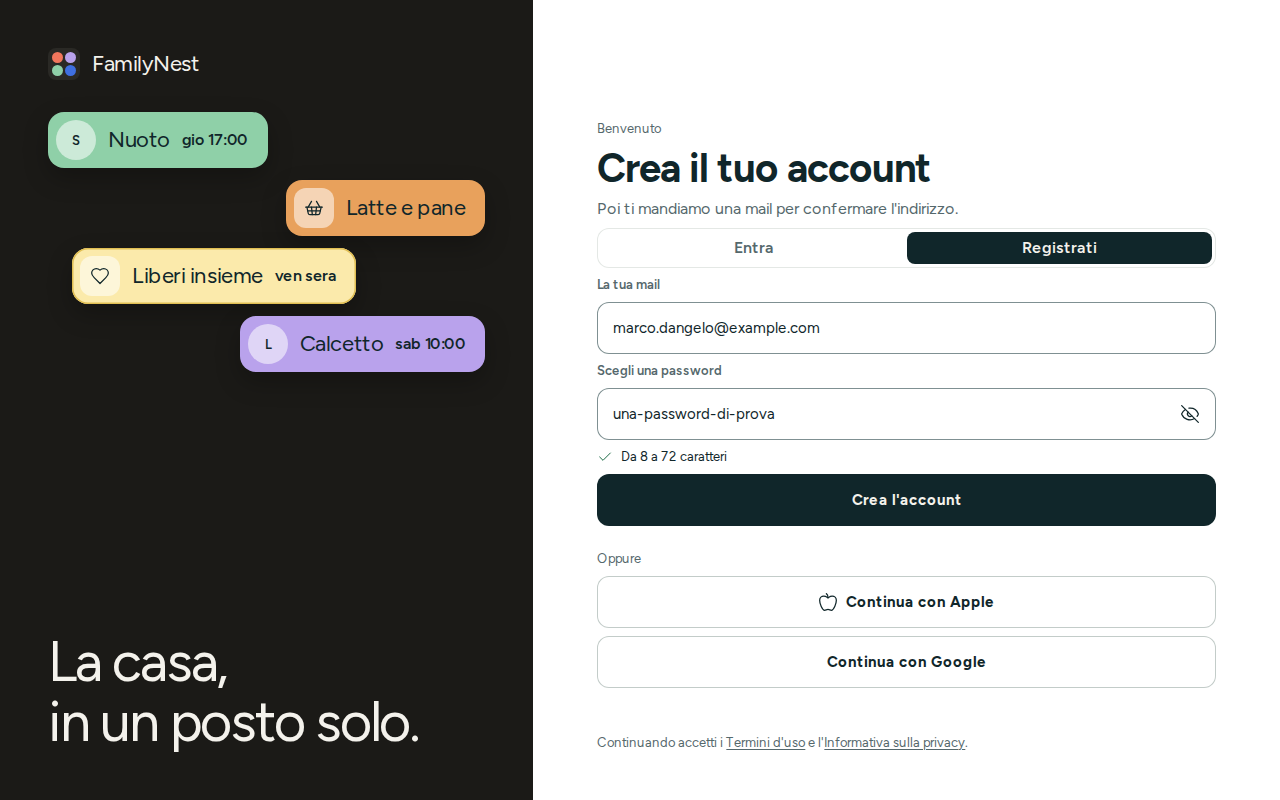 FamilyNest
S Nuoto gio 17:00
Latte e pane
Liberi insieme ven sera
L Calcetto sab 10:00
La casa,
in un posto solo.
Benvenuto
Crea il tuo account
Poi ti mandiamo una mail per confermare l'indirizzo.
Entra Registrati
La tua mail
marco.dangelo@example.com
Scegli una password
una-password-di-prova
Da 8 a 72 caratteri
Crea l'account
Oppure
Continua con Apple
Continua con Google
Continuando accetti i Termini d'uso e l'Informativa sulla privacy.